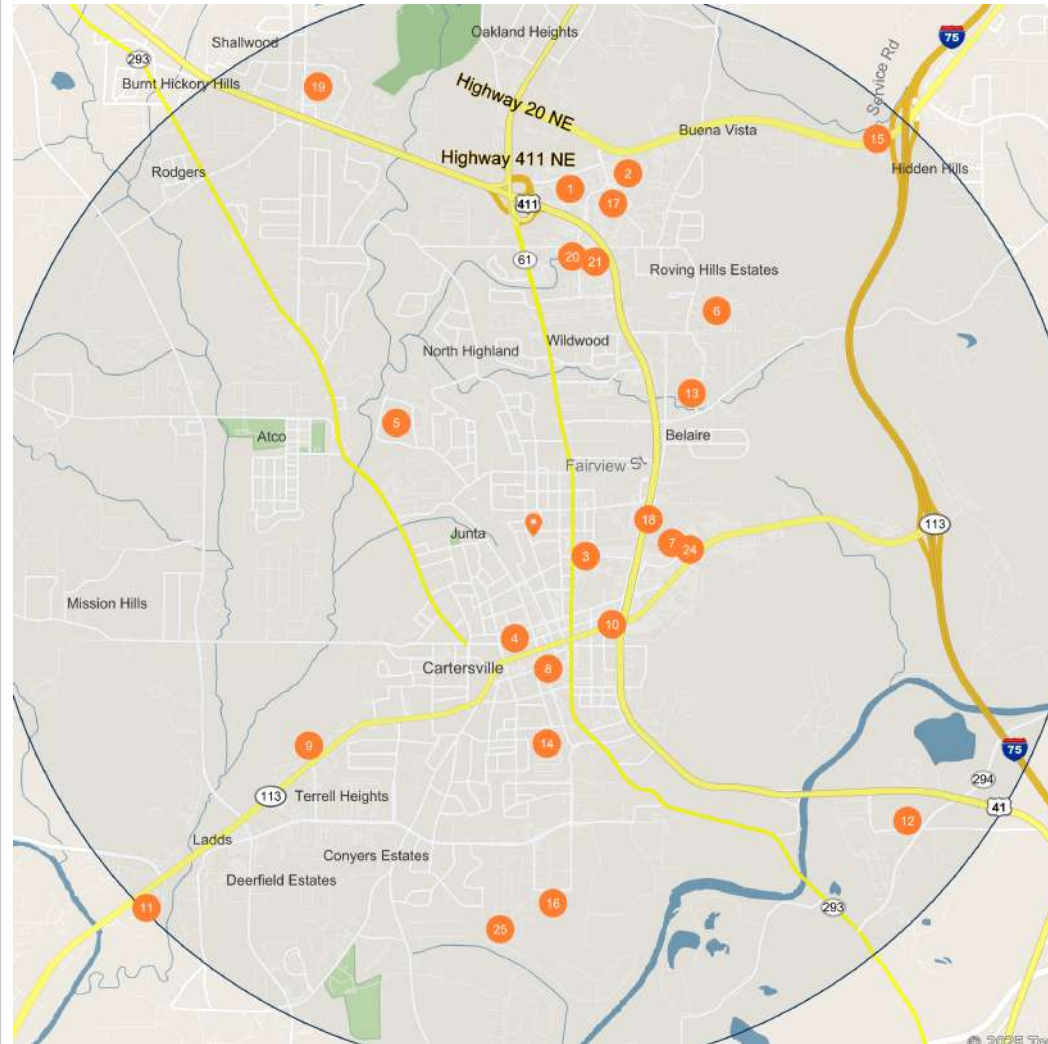 Shallwood
Oakland Heights
75
293
Burnt Hickory Hills
19
Highway 20 NE
Service Rd
Buena Vista
15
Highway 411 NE
Hidden Hills
Rodgers
2
1
17
411
61
20
21
Roving Hills Estates
6
Wildwood
North Highland
13
5
Atco
Belaire
Fairview St
18
113
Junta
7
24
3
Mission Hills
10
4
Cartersville
8
14
9
75
294
113
Terrell Heights
41
12
Ladds
Conyers Estates
Deerfield Estates
16
11
293
25
© 2025